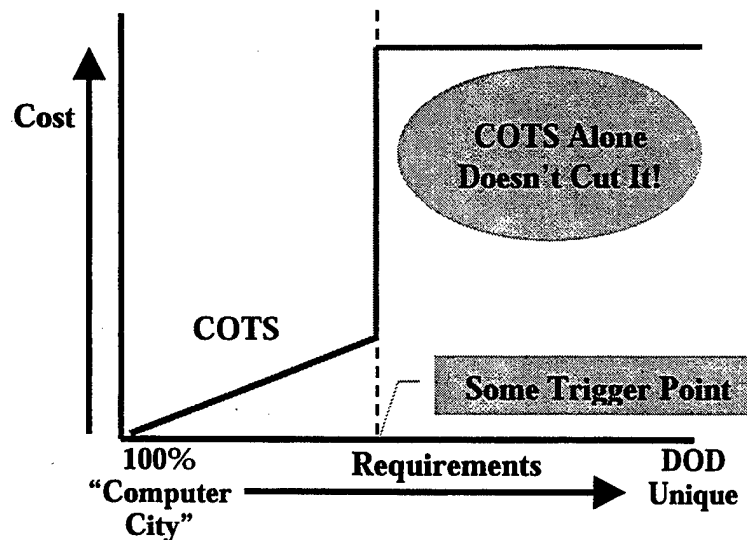 Cost
COTS Alone
Doesn't Cut It!
COTS
Some Trigger Point
100%
"Computer
City"
Requirements
DOD
Unique